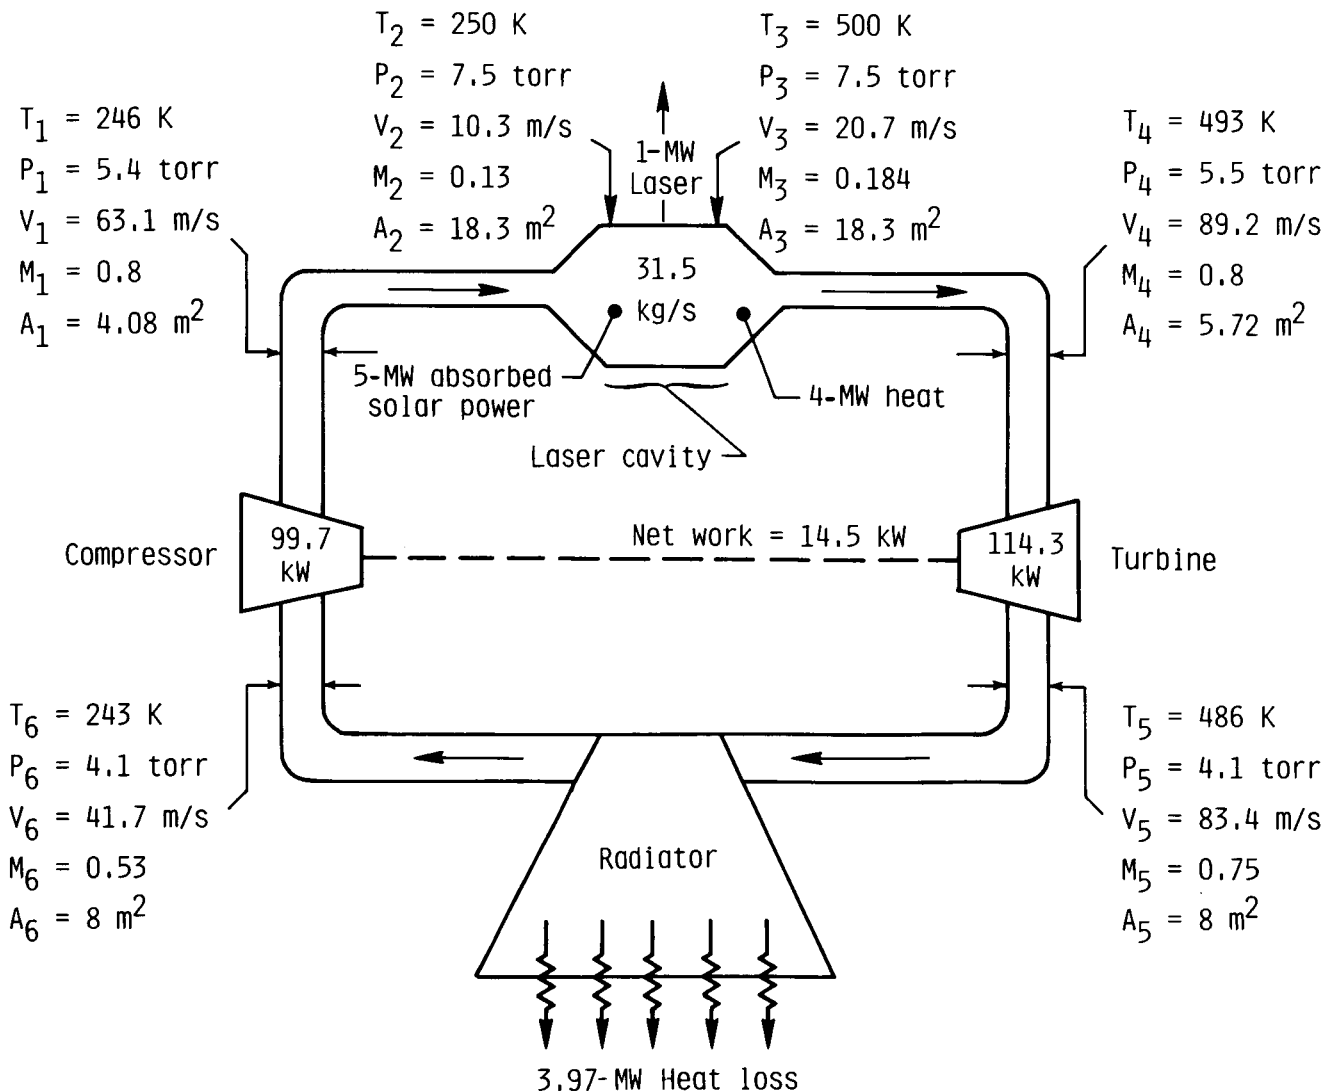 T2 = 250 K
P2 = 7.5 torr
V2 = 10.3 m/s
M2 = 0.13
A2 = 18.3 m2
T3 = 500 K
P3 = 7.5 torr
V3 = 20.7 m/s
M3 = 0.184
A3 = 18.3 m2
T1 = 246 K
P1 = 5.4 torr
V1 = 63.1 m/s
M1 = 0.8
A1 = 4.08 m2
1-MW
Laser
T4 = 493 K
P4 = 5.5 torr
V4 = 89.2 m/s
M4 = 0.8
A4 = 5.72 m2
31.5
kg/s
5-MW absorbed
solar power
4-MW heat
Laser cavity
Compressor
99.7
kW
Net work = 14.5 kW
114.3
kW
Turbine
T6 = 243 K
P6 = 4.1 torr
V6 = 41.7 m/s
M6 = 0.53
A6 = 8 m2
T5 = 486 K
P5 = 4.1 torr
V5 = 83.4 m/s
M5 = 0.75
A5 = 8 m2
Radiator
3.97-MW Heat loss